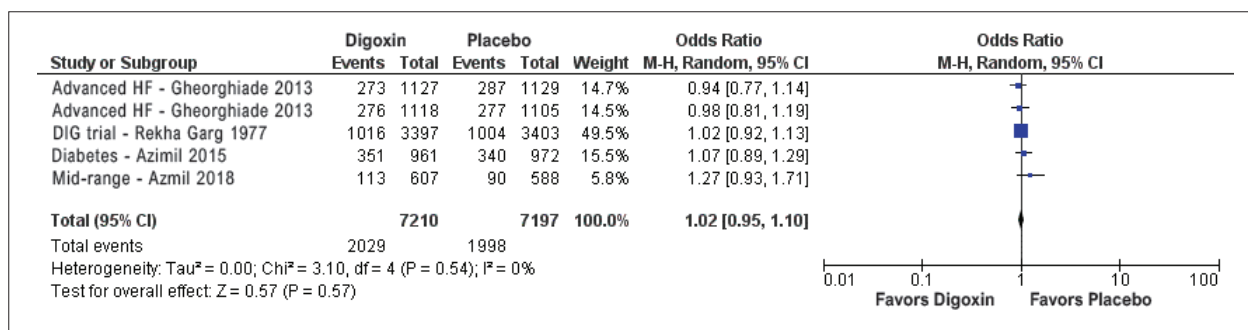 Digoxin Placebo Odds Ratio Odds Ratio
Study or Subgroup Events Total Events Total Weight M-H, Random, 95% CI M-H, Random, 95% CI
Advanced HF - Gheorghiade 2013 273 1127 287 1129 14.7% 0.94 [0.77, 1.14]
Advanced HF - Gheorghiade 2013 276 1118 277 1105 14.5% 0.98 [0.81, 1.19]
DIG trial - Rekha Garg 1977 1016 3397 1004 3403 49.5% 1.02 [0.92, 1.13]
Diabetes - Azimil 2015 351 961 340 972 15.5% 1.07 [0.89, 1.29]
Mid-range - Azmil 2018 113 607 90 588 5.8% 1.27 [0.93, 1.71]
Total (95% CI) 7210 7197 100.0% 1.02 [0.95, 1.10]
Total events 2029 1998
Heterogeneity: Tau² = 0.00; Chi² = 3.10, df = 4 (P = 0.54); I² = 0%
Test for overall effect: Z = 0.57 (P = 0.57)
0.01 0.1 1 10 100
Favors Digoxin Favors Placebo